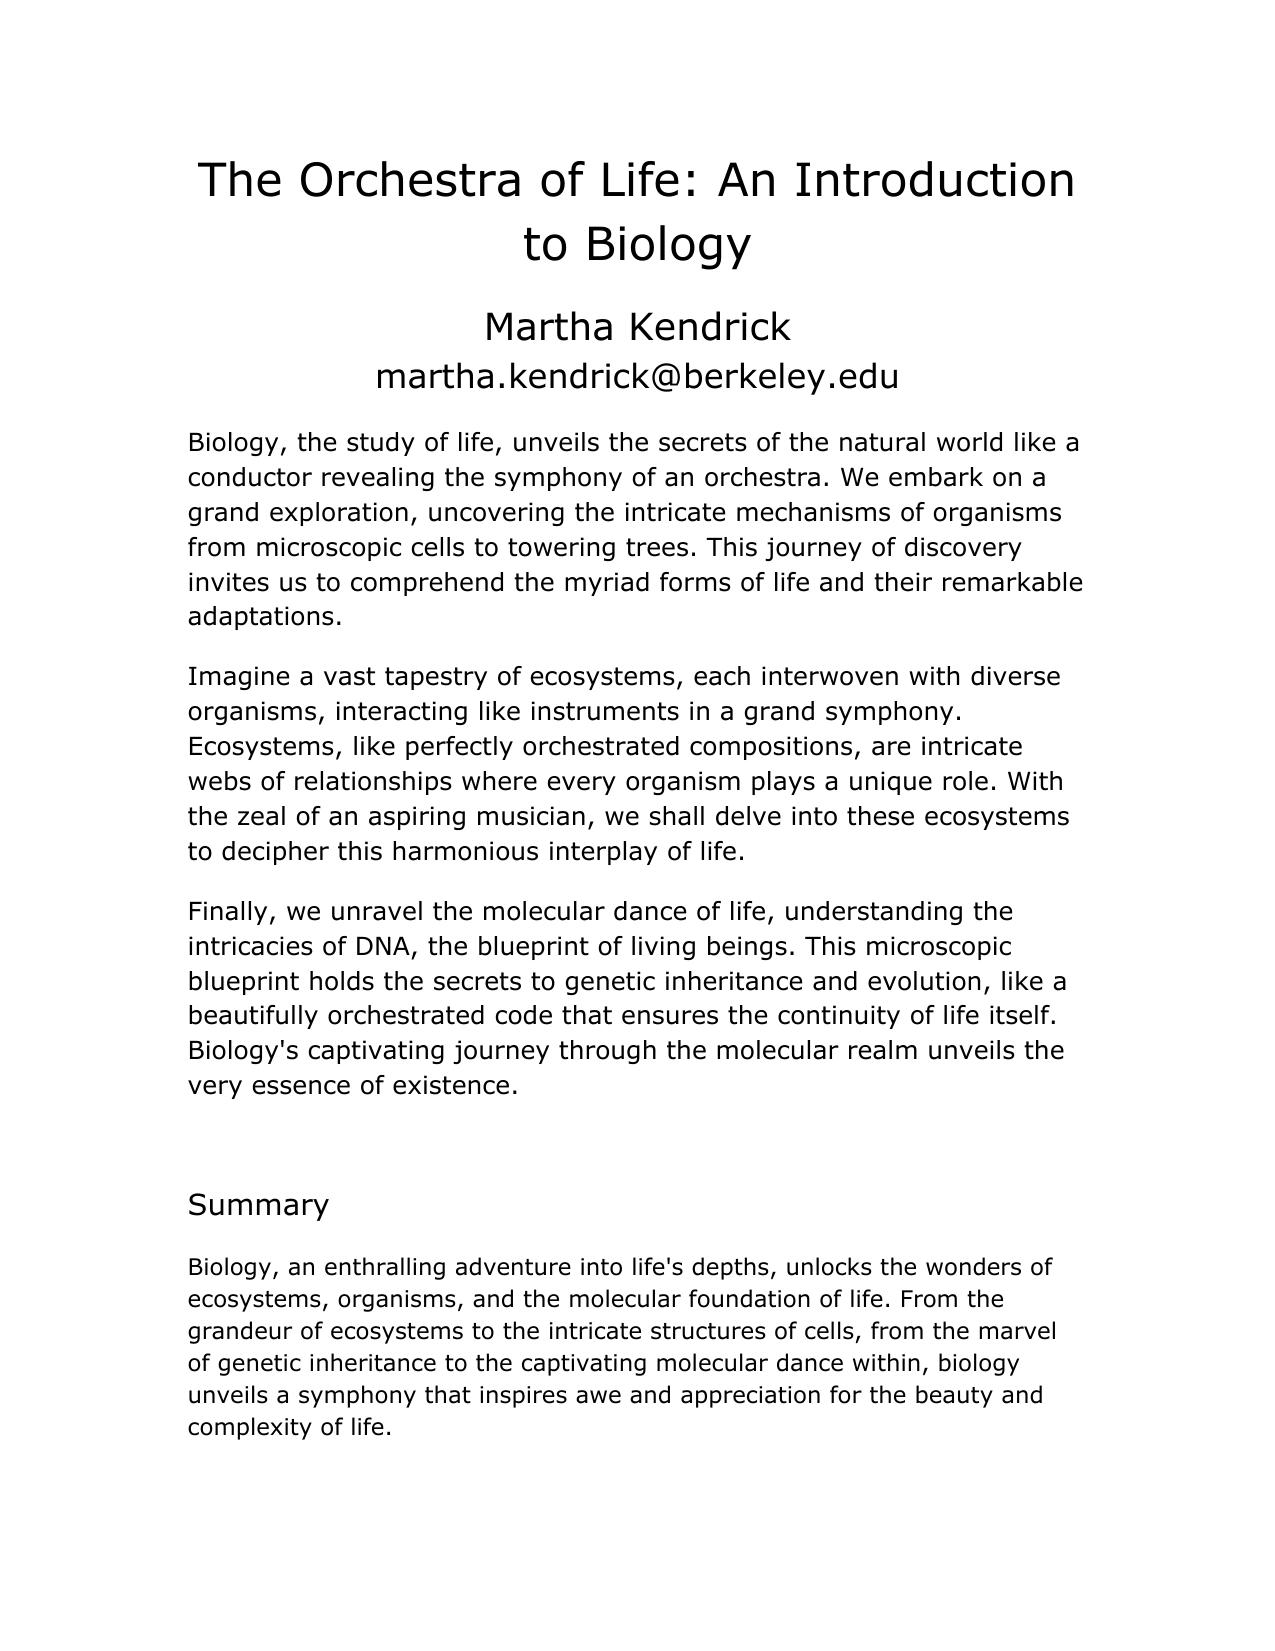 The Orchestra of Life: An Introduction
to Biology
Martha Kendrick
martha.kendrick@berkeley.edu
Biology, the study of life, unveils the secrets of the natural world like a
conductor revealing the symphony of an orchestra. We embark on a
grand exploration, uncovering the intricate mechanisms of organisms
from microscopic cells to towering trees. This journey of discovery
invites us to comprehend the myriad forms of life and their remarkable
adaptations.
Imagine a vast tapestry of ecosystems, each interwoven with diverse
organisms, interacting like instruments in a grand symphony.
Ecosystems, like perfectly orchestrated compositions, are intricate
webs of relationships where every organism plays a unique role. With
the zeal of an aspiring musician, we shall delve into these ecosystems
to decipher this harmonious interplay of life.
Finally, we unravel the molecular dance of life, understanding the
intricacies of DNA, the blueprint of living beings. This microscopic
blueprint holds the secrets to genetic inheritance and evolution, like a
beautifully orchestrated code that ensures the continuity of life itself.
Biology's captivating journey through the molecular realm unveils the
very essence of existence.
Summary
Biology, an enthralling adventure into life's depths, unlocks the wonders of
ecosystems, organisms, and the molecular foundation of life. From the
grandeur of ecosystems to the intricate structures of cells, from the marvel
of genetic inheritance to the captivating molecular dance within, biology
unveils a symphony that inspires awe and appreciation for the beauty and
complexity of life.